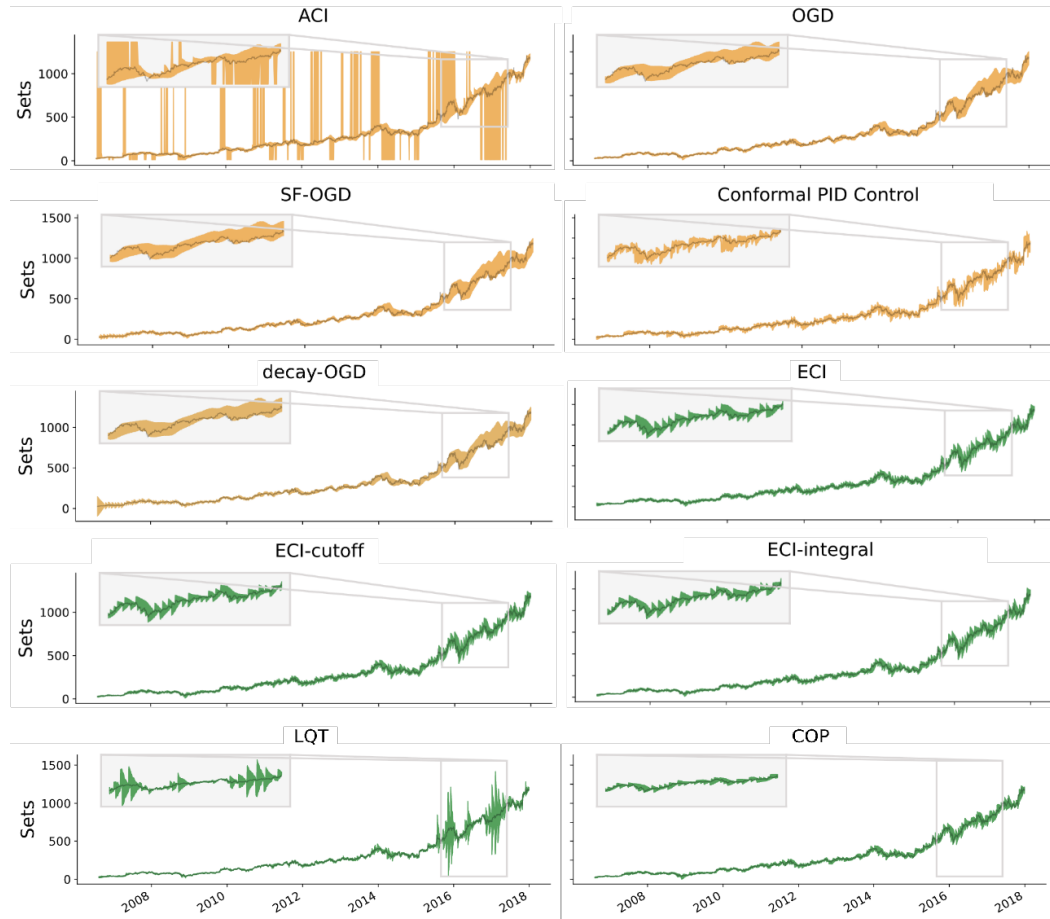 ACI
OGD
Sets
1000
500
0
SF-OGD
Conformal PID Control
Sets
1500
1000
500
0
decay-OGD
ECI
Sets
1000
500
0
ECI-cutoff
ECI-integral
Sets
1000
500
0
LQT
COP
Sets
1500
1000
500
0
2008
2010
2012
2014
2016
2018
2008
2010
2012
2014
2016
2018